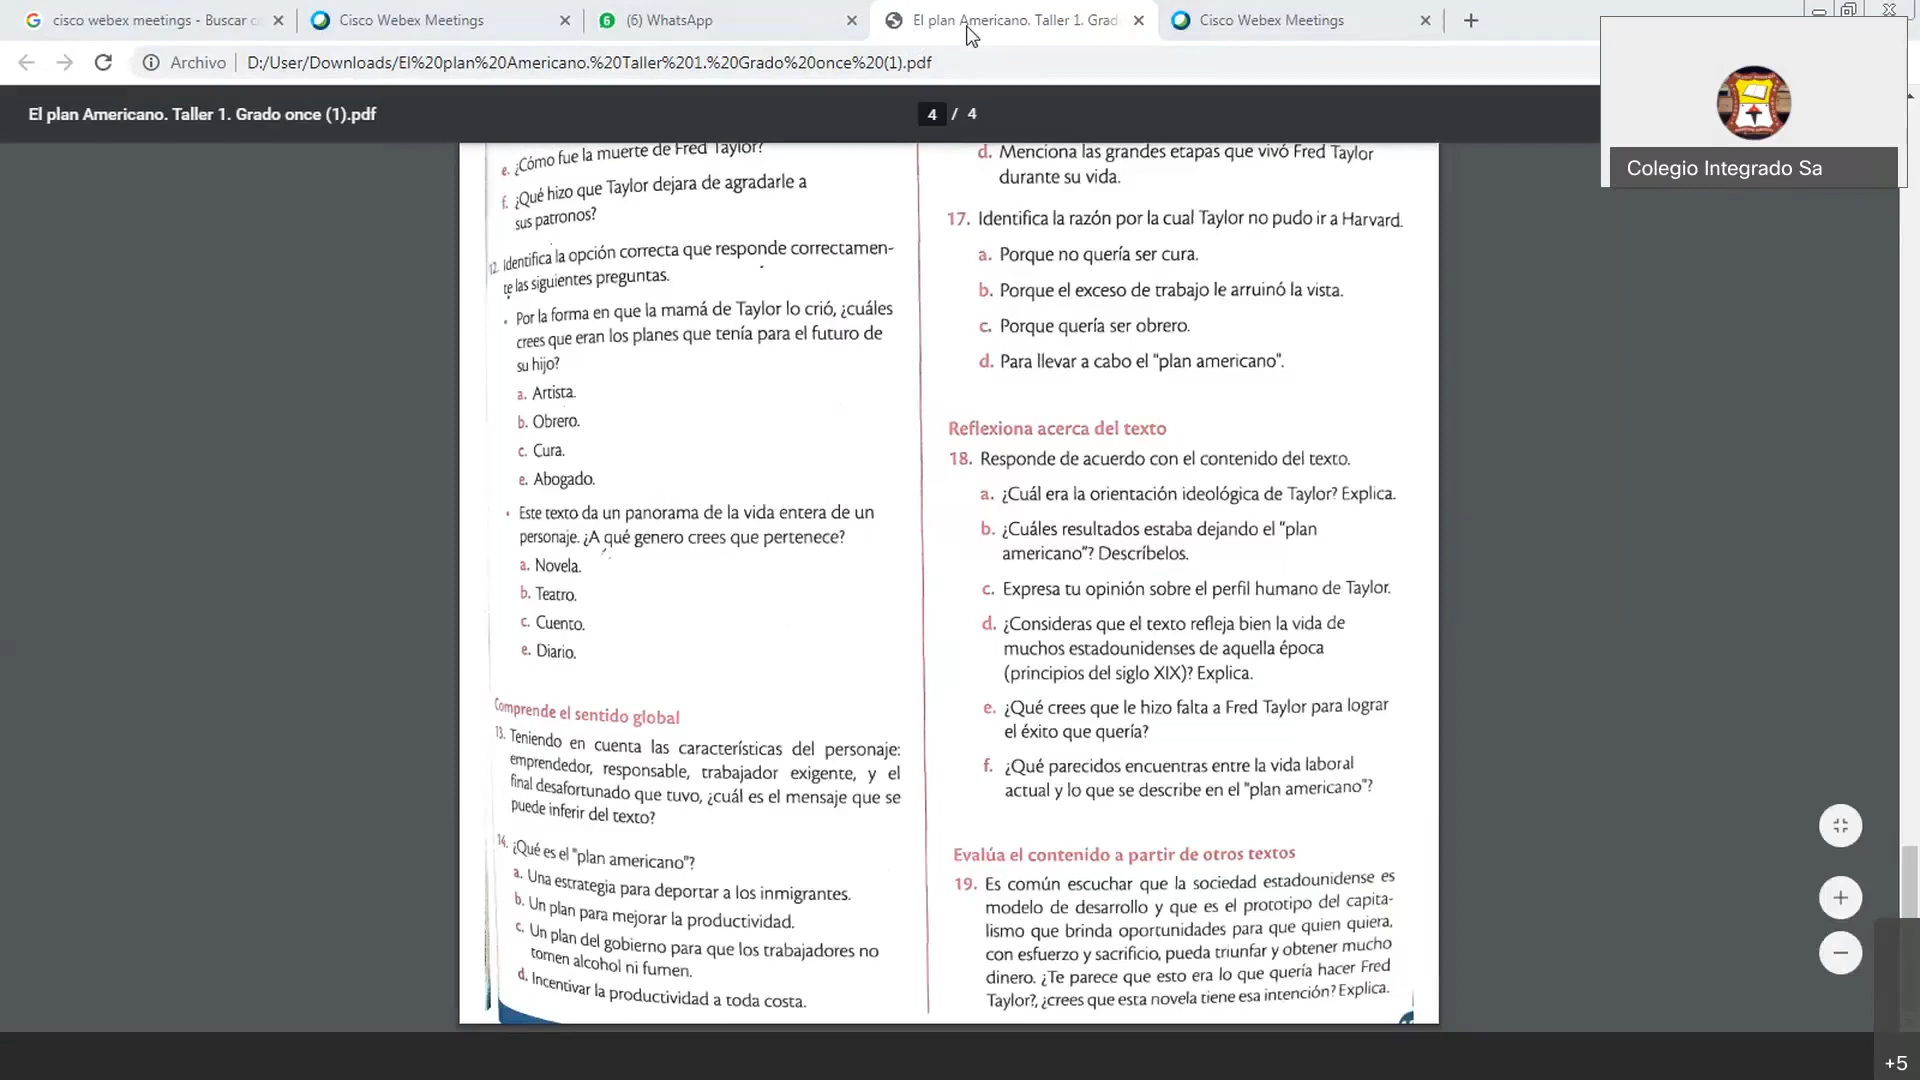 cisco webex meetings - Buscar c
Cisco Webex Meetings
(6) WhatsApp
El plan Americano. Taller 1. Grad
Cisco Webex Meetings
Archivo
D:/User/Downloads/El%20plan%20Americano.%20Taller%201.%20Grado%20once%20(1).pdf
El plan Americano. Taller 1. Grado once (1).pdf
4 / 4
Colegio Integrado Sa
e. ¿Cómo fue la muerte de Fred Taylor?
f. ¿Qué hizo que Taylor dejara de agradarle a
sus patronos?
12. Identifica la opción correcta que responde correctamen-
te las siguientes preguntas.
• Por la forma en que la mamá de Taylor lo crió, ¿cuáles
crees que eran los planes que tenía para el futuro de
su hijo?
a. Artista.
b. Obrero.
c. Cura.
e. Abogado.
• Este texto da un panorama de la vida entera de un
personaje. ¿A qué genero crees que pertenece?
a. Novela.
b. Teatro.
c. Cuento.
e. Diario.
Comprende el sentido global
13. Teniendo en cuenta las características del personaje:
emprendedor, responsable, trabajador exigente, y el
final desafortunado que tuvo, ¿cuál es el mensaje que se
puede inferir del texto?
14. ¿Qué es el "plan americano"?
a. Una estrategia para deportar a los inmigrantes.
b. Un plan para mejorar la productividad.
c. Un plan del gobierno para que los trabajadores no
tomen alcohol ni fumen.
d. Incentivar la productividad a toda costa.
d. Menciona las grandes etapas que vivó Fred Taylor
durante su vida.
17. Identifica la razón por la cual Taylor no pudo ir a Harvard.
a. Porque no quería ser cura.
b. Porque el exceso de trabajo le arruinó la vista.
c. Porque quería ser obrero.
d. Para llevar a cabo el "plan americano".
Reflexiona acerca del texto
18. Responde de acuerdo con el contenido del texto.
a. ¿Cuál era la orientación ideológica de Taylor? Explica.
b. ¿Cuáles resultados estaba dejando el "plan
americano"? Descríbelos.
c. Expresa tu opinión sobre el perfil humano de Taylor.
d. ¿Consideras que el texto refleja bien la vida de
muchos estadounidenses de aquella época
(principios del siglo XIX)? Explica.
e. ¿Qué crees que le hizo falta a Fred Taylor para lograr
el éxito que quería?
f. ¿Qué parecidos encuentras entre la vida laboral
actual y lo que se describe en el "plan americano"?
Evalúa el contenido a partir de otros textos
19. Es común escuchar que la sociedad estadounidense es
modelo de desarrollo y que es el prototipo del capita-
lismo que brinda oportunidades para que quien quiera,
con esfuerzo y sacrificio, pueda triunfar y obtener mucho
dinero. ¿Te parece que esto era lo que quería hacer Fred
Taylor?, ¿crees que esta novela tiene esa intención? Explica.
+5